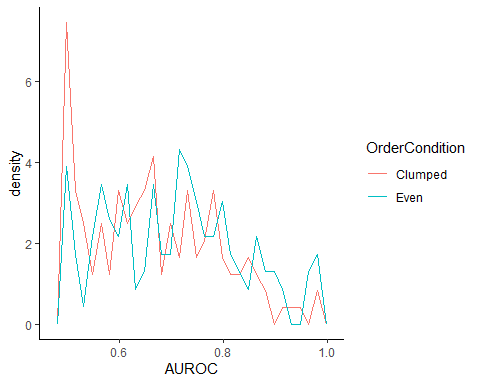 6
4
2
0
density
0.6
0.8
1.0
AUROC
OrderCondition
Clumped
Even